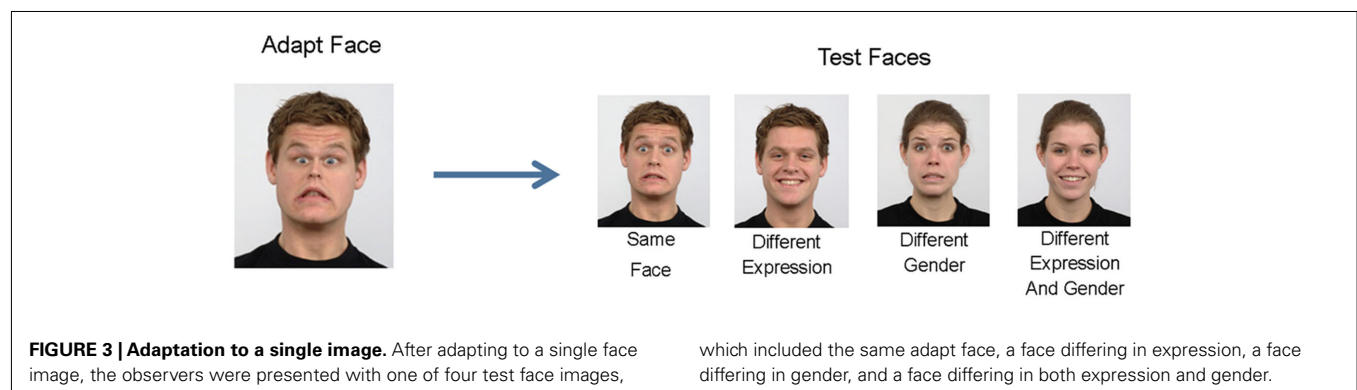 Adapt Face
Test Faces
Same
Face
Different
Expression
Different
Gender
Different
Expression
And Gender
FIGURE 3 | Adaptation to a single image. After adapting to a single face
image, the observers were presented with one of four test face images,
which included the same adapt face, a face differing in expression, a face
differing in gender, and a face differing in both expression and gender.